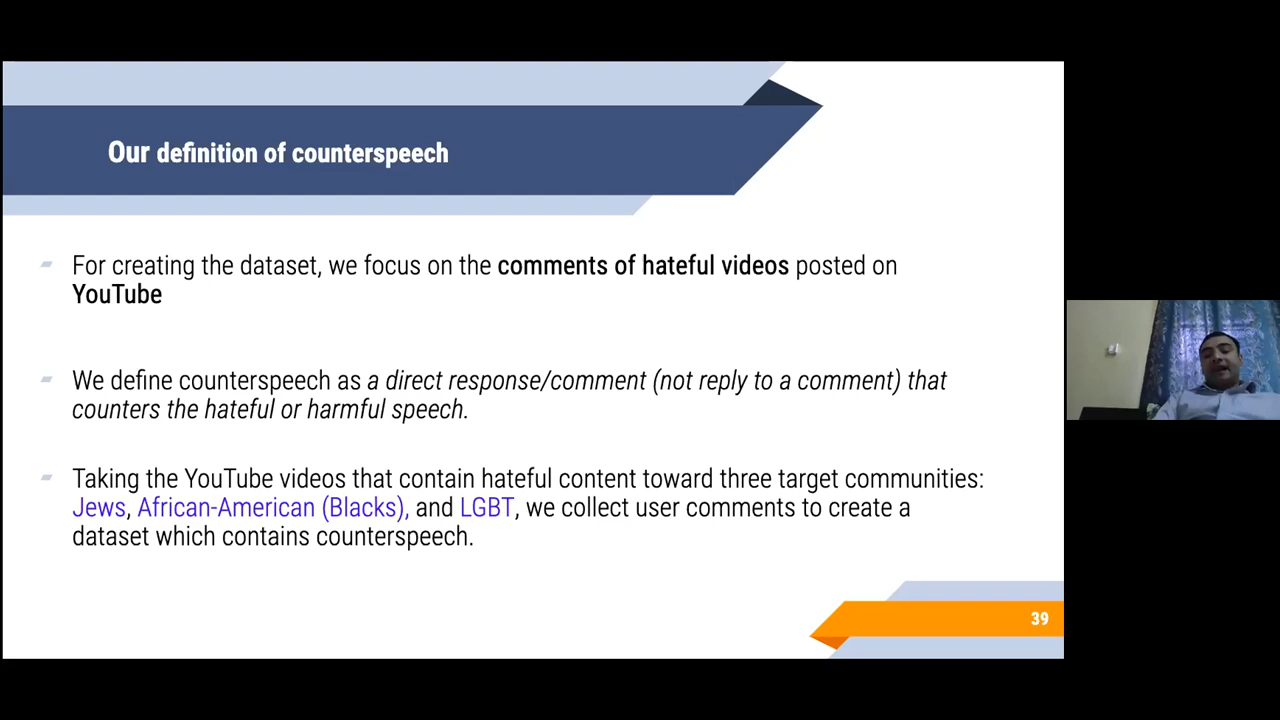 Our definition of counterspeech
For creating the dataset, we focus on the comments of hateful videos posted on
YouTube
We define counterspeech as a direct response/comment (not reply to a comment) that
counters the hateful or harmful speech.
Taking the YouTube videos that contain hateful content toward three target communities:
Jews, African-American (Blacks), and LGBT, we collect user comments to create a
dataset which contains counterspeech.
39